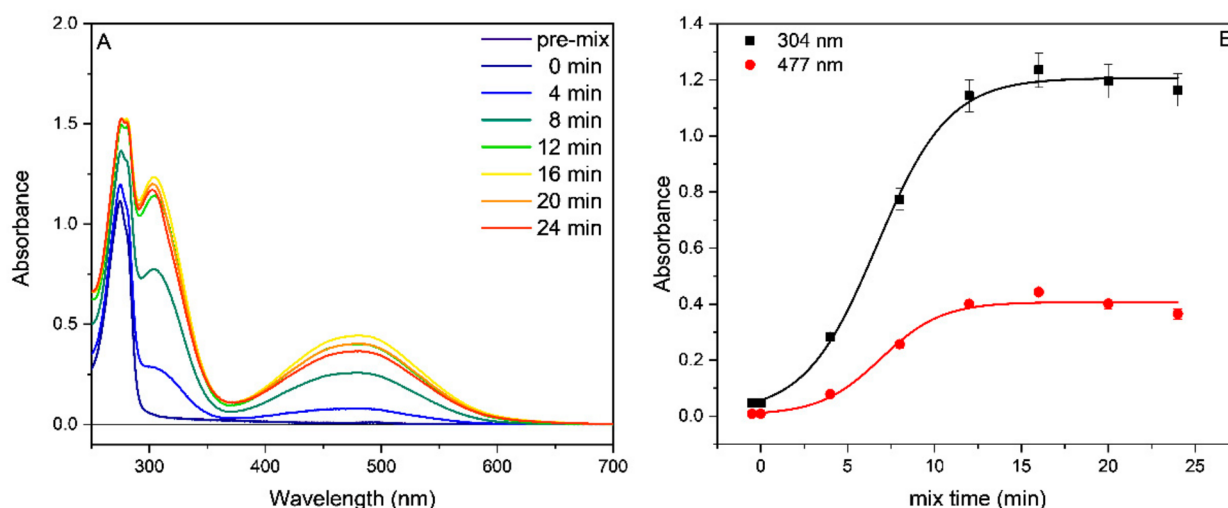 A
pre-mix
0 min
4 min
8 min
12 min
16 min
20 min
24 min
2.0
1.5
1.0
0.5
0.0
Absorbance
300
400
500
600
700
Wavelength (nm)
304 nm
477 nm
1.4
1.2
1.0
0.8
0.6
0.4
0.2
0.0
Absorbance
0
5
10
15
20
25
mix time (min)